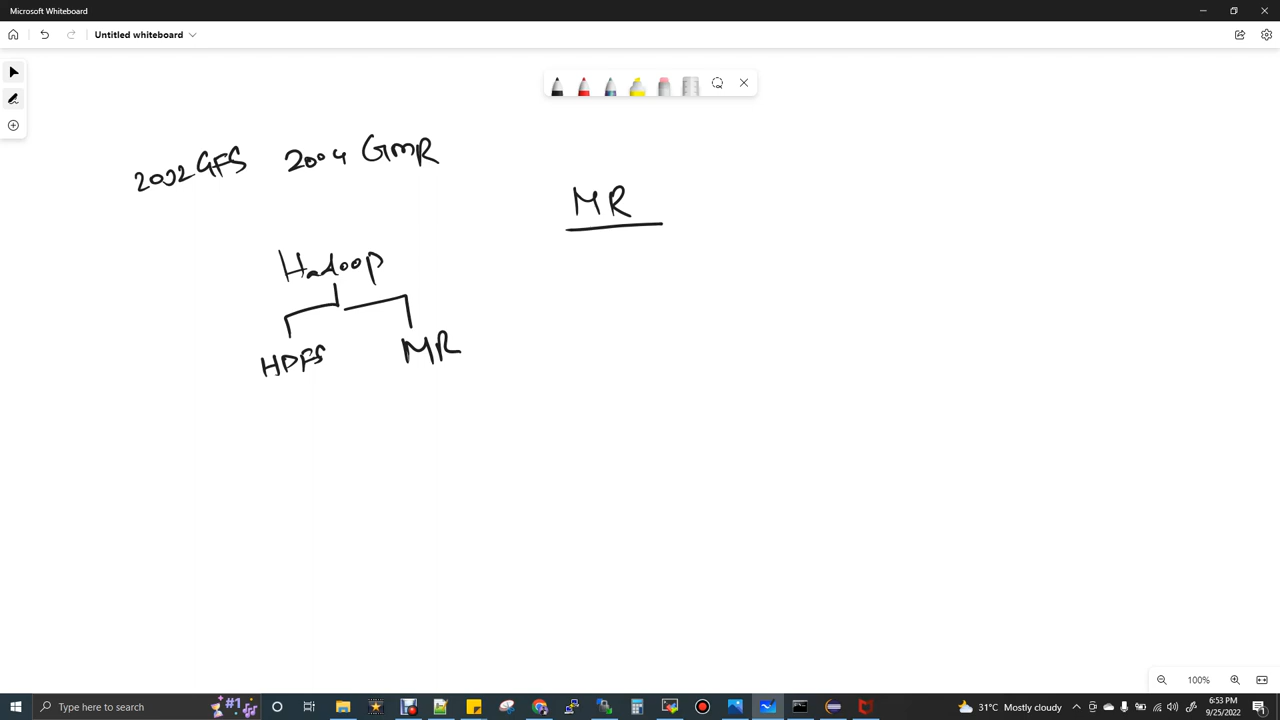 Microsoft Whiteboard
Untitled whiteboard
2002 GFS 2004 GMR
MR
Hadoop
HDFS MR
100%
Type here to search
#1
31°C Mostly cloudy
6:53 PM
9/25/2022